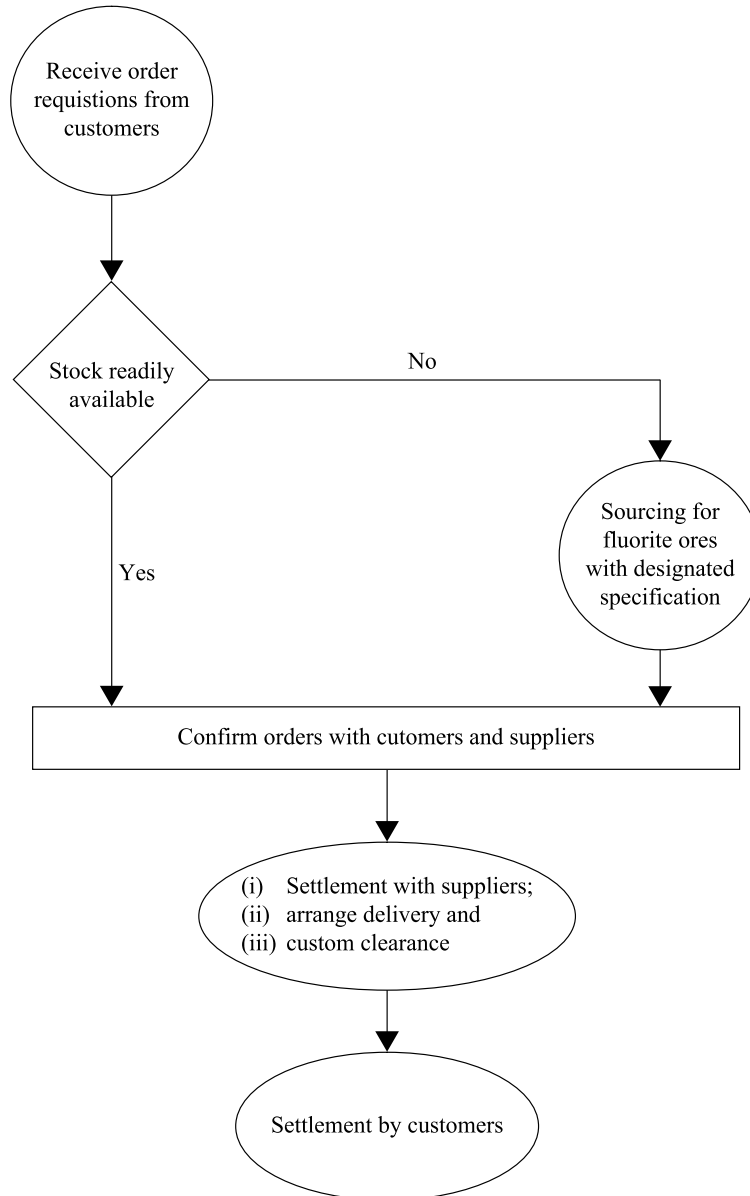 Receive order
requistions from
customers
Stock readily
available
No
Sourcing for
fluorite ores
with designated
specification
Yes
Confirm orders with cutomers and suppliers
(i) Settlement with suppliers;
(ii) arrange delivery and
(iii) custom clearance
Settlement by customers